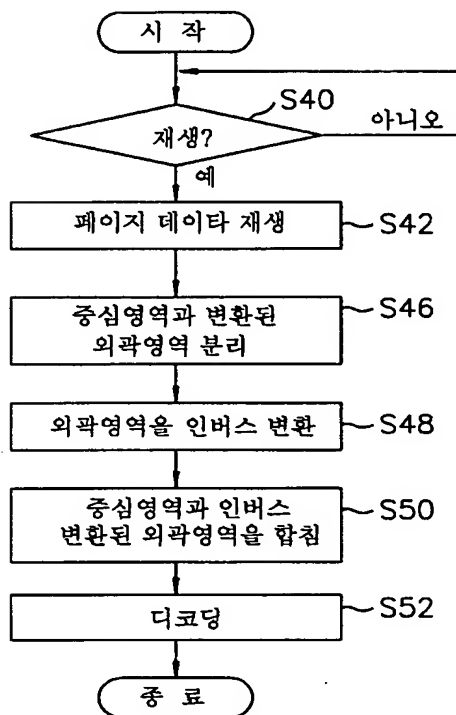 시 작
S40
재생?
아니오
예
페이지 데이타 재생
S42
중심영역과 변환된
외곽영역 분리
S46
외곽영역을 인버스 변환
S48
중심영역과 인버스
변환된 외곽영역을 합침
S50
디코딩
S52
종 료